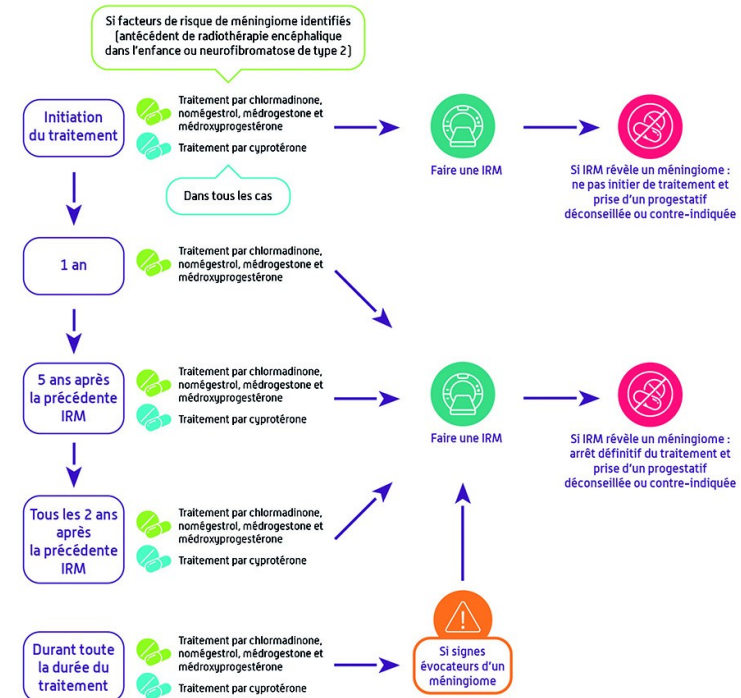 Si facteurs de risque de méningiome identifiés
(antécédent de radiothérapie encéphalique
dans l'enfance ou neurofibromatose de type 2)
Initiation
du traitement
Traitement par chlormadinone,
nomégestrol, médrogestone et
médroxyprogestérone
Traitement par cyprotérone
Dans tous les cas
Faire une IRM
Si IRM révèle un méningiome :
ne pas initier de traitement et
prise d'un progestatif
déconseillée ou contre-indiquée
1 an
Traitement par chlormadinone,
nomégestrol, médrogestone et
médroxyprogestérone
5 ans après
la précédente
IRM
Traitement par chlormadinone,
nomégestrol, médrogestone et
médroxyprogestérone
Traitement par cyprotérone
Faire une IRM
Si IRM révèle un méningiome :
arrêt définitif du traitement et
prise d'un progestatif
déconseillée ou contre-indiquée
Tous les 2 ans
après
la précédente
IRM
Traitement par chlormadinone,
nomégestrol, médrogestone et
médroxyprogestérone
Traitement par cyprotérone
Durant toute
la durée du
traitement
Traitement par chlormadinone,
nomégestrol, médrogestone et
médroxyprogestérone
Traitement par cyprotérone
Si signes
évocateurs d'un
méningiome